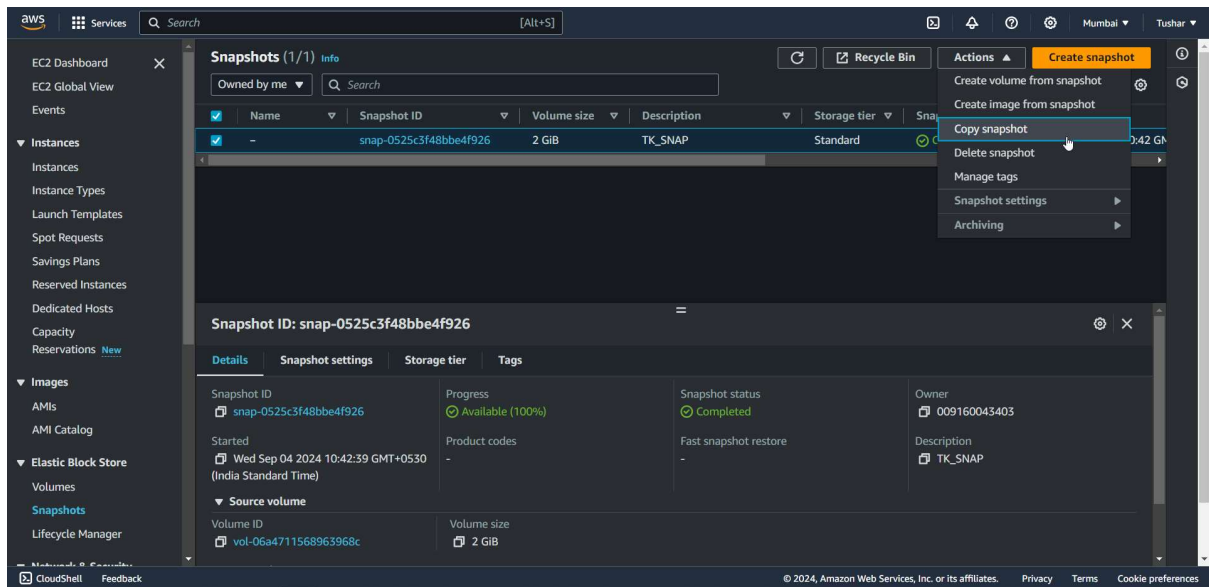 aws
Services
Search
[Alt+S]
Mumbai
Tushar
EC2 Dashboard
EC2 Global View
Events
Instances
Instances
Instance Types
Launch Templates
Spot Requests
Savings Plans
Reserved Instances
Dedicated Hosts
Capacity
Reservations New
Images
AMIs
AMI Catalog
Elastic Block Store
Volumes
Snapshots
Lifecycle Manager
Snapshots (1/1) Info
Recycle Bin
Actions
Create snapshot
Owned by me
Search
Name
Snapshot ID
Volume size
Description
Storage tier
–
snap-0525c3f48bbe4f926
2 GiB
TK_SNAP
Standard
Create volume from snapshot
Create image from snapshot
Copy snapshot
Delete snapshot
Manage tags
Snapshot settings
Archiving
Snapshot ID: snap-0525c3f48bbe4f926
Details
Snapshot settings
Storage tier
Tags
Snapshot ID
snap-0525c3f48bbe4f926
Progress
Available (100%)
Snapshot status
Completed
Owner
009160043403
Started
Wed Sep 04 2024 10:42:39 GMT+0530
(India Standard Time)
Product codes
–
Fast snapshot restore
–
Description
TK_SNAP
Source volume
Volume ID
vol-06a4711568963968c
Volume size
2 GiB
CloudShell
Feedback
© 2024, Amazon Web Services, Inc. or its affiliates.
Privacy
Terms
Cookie preferences